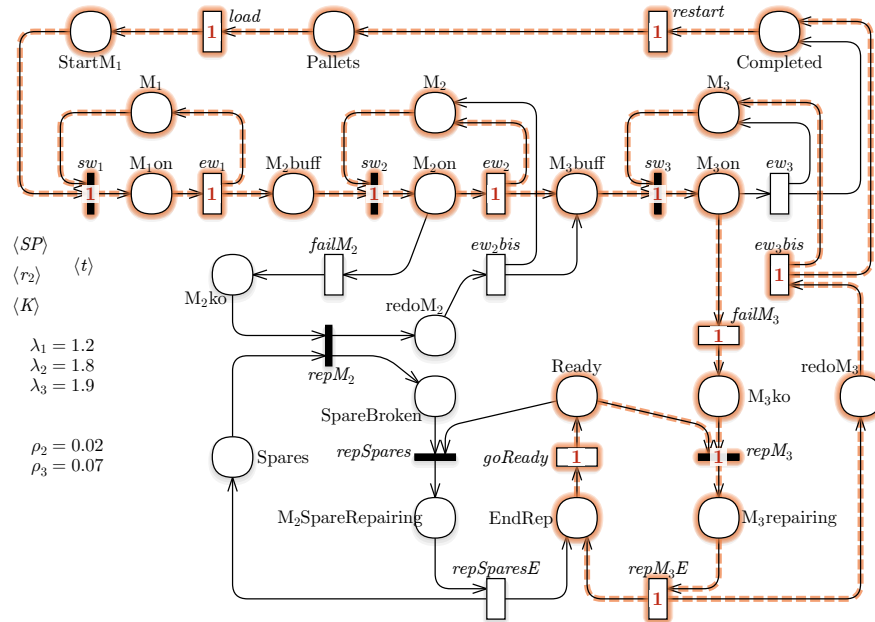 load
restart
StartM₁
Pallets
Completed
1
1
M₁
M₂
M₃
sw₁
M₁on
ew₁
M₂buff
sw₂
M₂on
ew₂
M₃buff
sw₃
M₃on
ew₃
1
1
1
1
1
⟨SP⟩
⟨r₂⟩
⟨t⟩
⟨K⟩
failM₂
ew₂bis
ew₃bis
1
M₂ko
redoM₂
failM₃
1
λ₁ = 1.2
λ₂ = 1.8
λ₃ = 1.9
repM₂
Ready
redoM₃
SpareBroken
M₃ko
ρ₂ = 0.02
ρ₃ = 0.07
Spares
repSpares
goReady
1
1
repM₃
M₂SpareRepairing
EndRep
M₃repairing
repSparesE
repM₃E
1